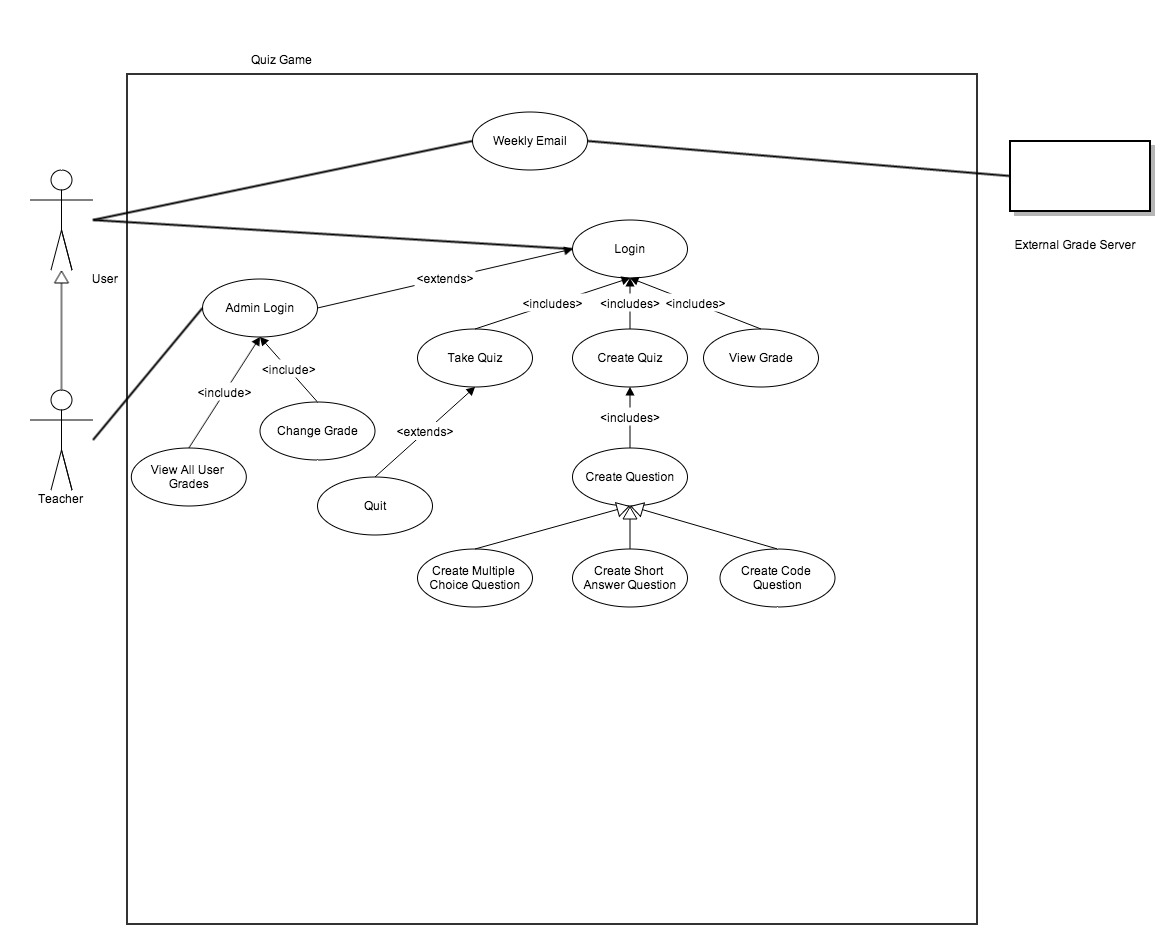 Quiz Game
Weekly Email
External Grade Server
Login
User
<extends>
Admin Login
<includes>
<includes>
<includes>
Take Quiz
Create Quiz
View Grade
<include>
<include>
Change Grade
<extends>
<includes>
View All User
Grades
Teacher
Quit
Create Question
Create Multiple
Choice Question
Create Short
Answer Question
Create Code
Question